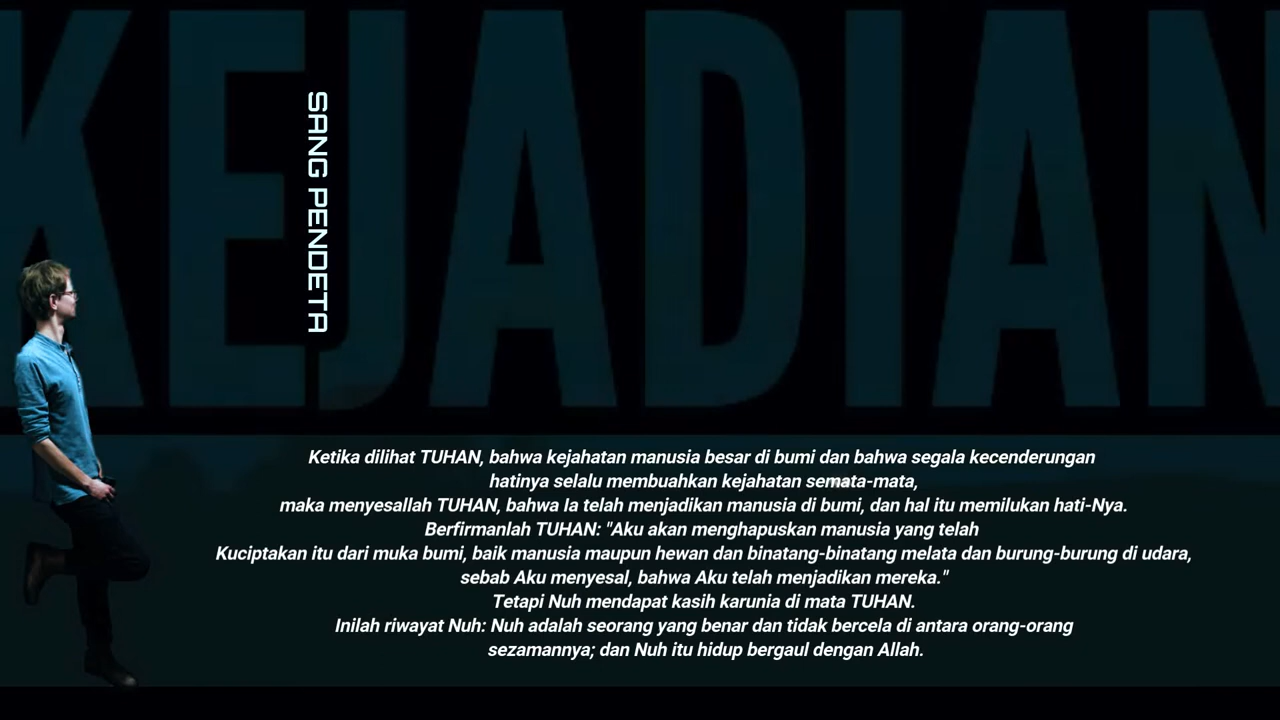 KEJADIAN
SANG PENDETA
Ketika dilihat TUHAN, bahwa kejahatan manusia besar di bumi dan bahwa segala kecenderungan
hatinya selalu membuahkan kejahatan semata-mata,
maka menyesallah TUHAN, bahwa Ia telah menjadikan manusia di bumi, dan hal itu memilukan hati-Nya.
Berfirmanlah TUHAN: "Aku akan menghapuskan manusia yang telah
Kuciptakan itu dari muka bumi, baik manusia maupun hewan dan binatang-binatang melata dan burung-burung di udara,
sebab Aku menyesal, bahwa Aku telah menjadikan mereka."
Tetapi Nuh mendapat kasih karunia di mata TUHAN.
Inilah riwayat Nuh: Nuh adalah seorang yang benar dan tidak bercela di antara orang-orang
sezamannya; dan Nuh itu hidup bergaul dengan Allah.